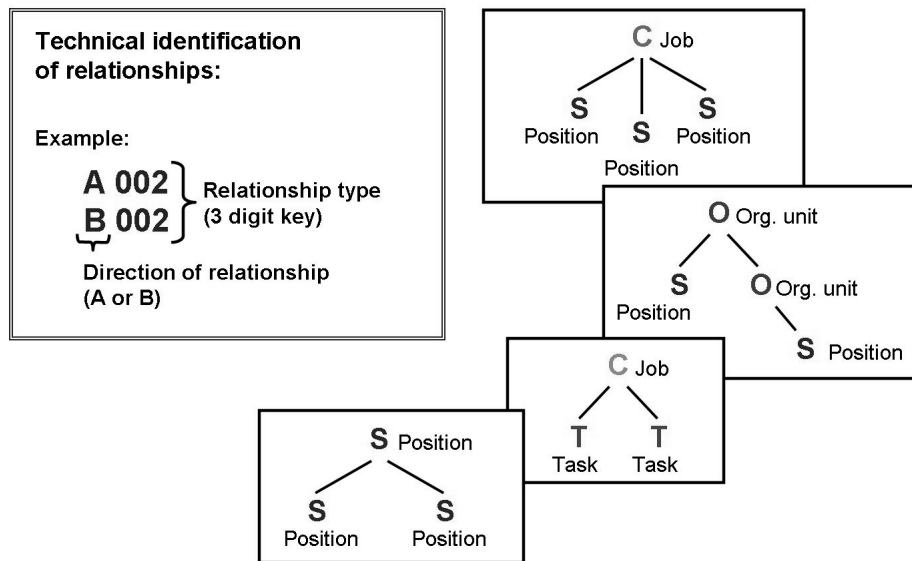 Technical identification
of relationships:
Example:
A 002
B 002
Relationship type
(3 digit key)
Direction of relationship
(A or B)
C Job
S S
Position S Position
Position
O Org. unit
S O Org. unit
Position
S Position
C Job
T T
Task Task
S Position
S S
Position Position